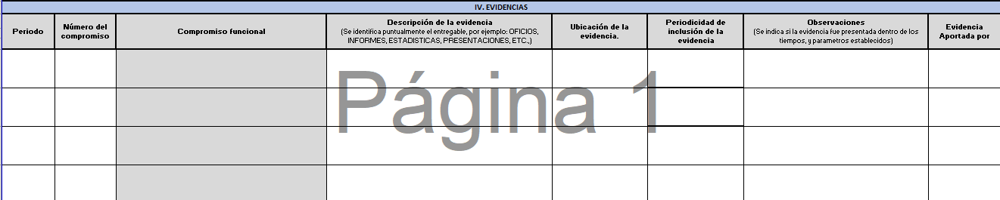 IV. EVIDENCIAS
Periodo
Número del
compromiso
Compromiso funcional
Descripción de la evidencia
(Se identifica puntualmente el entregable, por ejemplo: OFICIOS,
INFORMES, ESTADISTICAS, PRESENTACIONES, ETC.,)
Ubicación de la
evidencia.
Periodicidad de
inclusión de la
evidencia
Observaciones
(Se indica si la evidencia fue presentada dentro de los
tiempos, y parametros establecidos)
Evidencia
Aportada por
Página 1